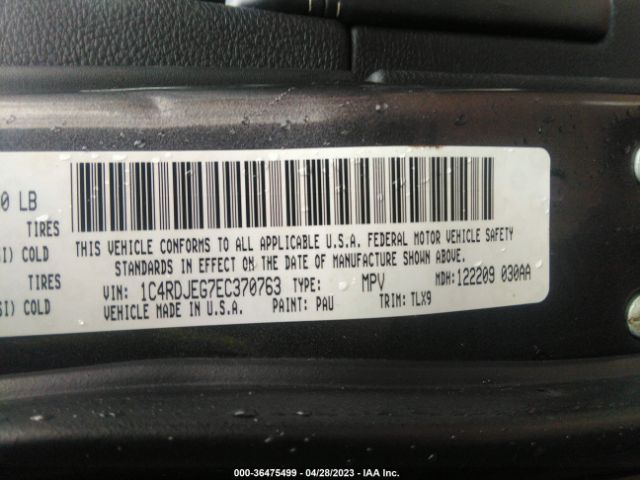 0 LB
TIRES
SI) COLD
TIRES
SI) COLD
THIS VEHICLE CONFORMS TO ALL APPLICABLE U.S.A. FEDERAL MOTOR VEHICLE SAFETY
STANDARDS IN EFFECT ON THE DATE OF MANUFACTURE SHOWN ABOVE.
VIN: 1C4RDJEG7EC370763 TYPE: MPV MDH: 122209 030AA
VEHICLE MADE IN U.S.A. PAINT: PAU TRIM: TLX9
000-36475499 - 04/28/2023 - IAA Inc.